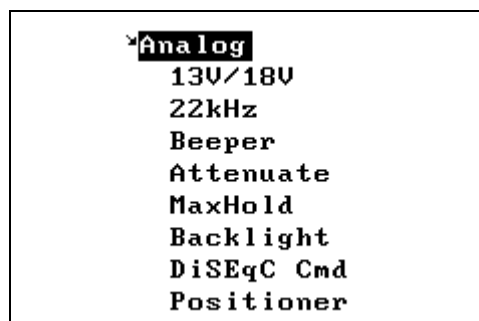 Analog
13V/18V
22kHz
Beeper
Attenuate
MaxHold
Backlight
DiSEqC Cmd
Positioner